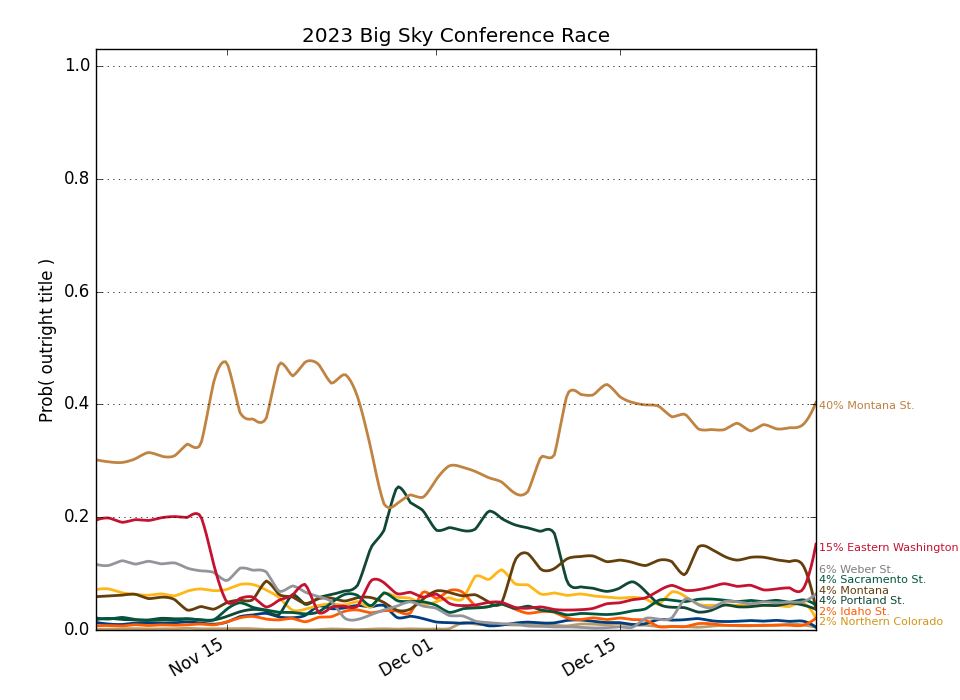 2023 Big Sky Conference Race
Prob( outright title )
1.0
0.8
0.6
0.4
0.2
0.0
Nov 15
Dec 01
Dec 15
40% Montana St.
15% Eastern Washington
6% Weber St.
4% Sacramento St.
4% Montana
4% Portland St.
2% Idaho St.
2% Northern Colorado